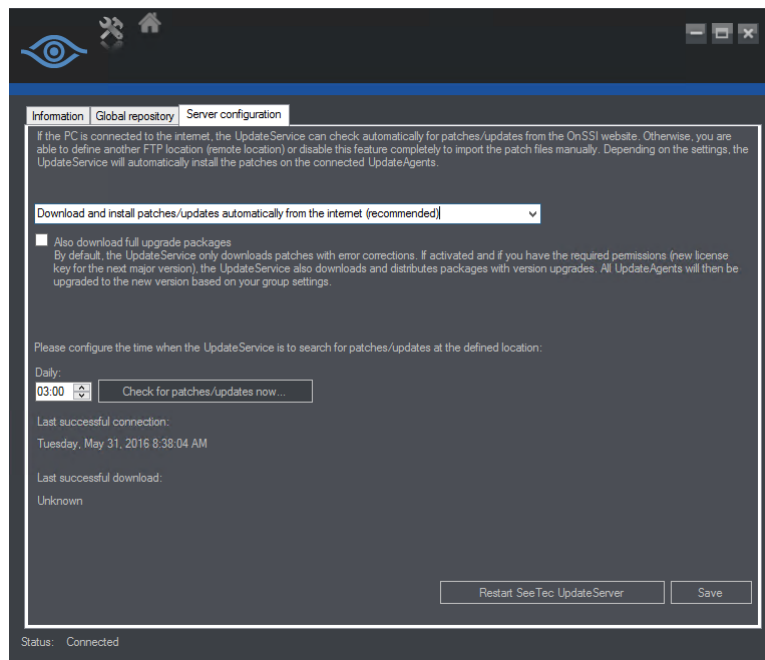 Information
Global repository
Server configuration
If the PC is connected to the internet, the UpdateService can check automatically for patches/updates from the OnSSI website. Otherwise, you are
able to define another FTP location (remote location) or disable this feature completely to import the patch files manually. Depending on the settings, the
UpdateService will automatically install the patches on the connected UpdateAgents.
Download and install patches/updates automatically from the internet (recommended)
Also download full upgrade packages
By default, the UpdateService only downloads patches with error corrections. If activated and if you have the required permissions (new license
key for the next major version), the UpdateService also downloads and distributes packages with version upgrades. All UpdateAgents will then be
upgraded to the new version based on your group settings.
Please configure the time when the UpdateService is to search for patches/updates at the defined location:
Daily:
03:00
Check for patches/updates now...
Last successful connection:
Tuesday, May 31, 2016 8:38:04 AM
Last successful download:
Unknown
Restart SeeTec UpdateServer
Save
Status: Connected